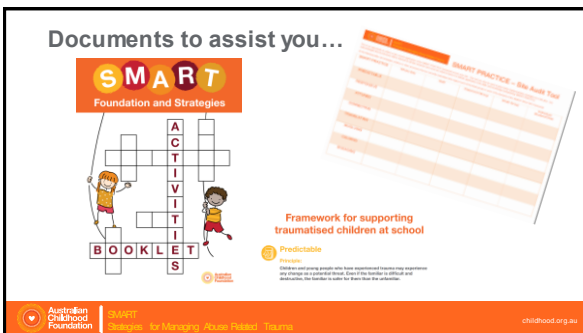 Documents to assist you…
SMART
Foundation and Strategies
ACTIVITIES
BOOKLET
Australian
Childhood
Foundation
SMART PRACTICE – Site Audit Tool
Framework for supporting
traumatised children at school
Predictable
Principle:
Children and young people who have experienced trauma may experience
any change as a potential threat. Even if the familiar is difficult and
destructive, the familiar is safer for them than the unfamiliar.
Australian
Childhood
Foundation
SMART
Strategies for Managing Abuse Related Trauma
childhood.org.au